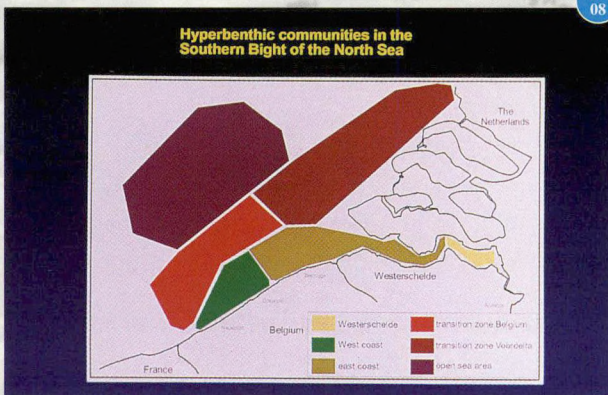 08
Hyperbenthic communities in the
Southern Bight of the North Sea
The
Netherlands
Westerschelde
Belgium
France
Westerschelde
West coast
east coast
transition zone Belgium
transition zone Voordelta
open sea area